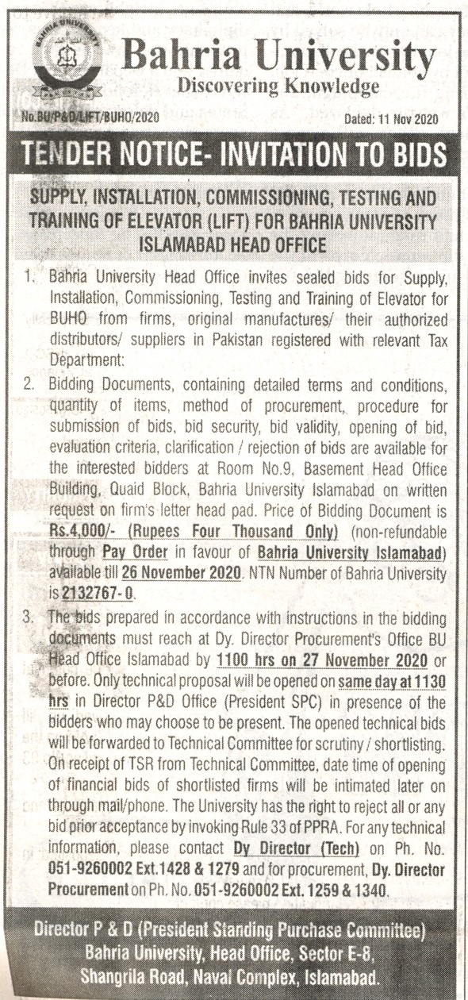 BAHRIA UNIVERSITY
Bahria University
Discovering Knowledge
No.BU/P&D/LIFT/BUHO/2020
Dated: 11 Nov 2020
TENDER NOTICE- INVITATION TO BIDS
SUPPLY, INSTALLATION, COMMISSIONING, TESTING AND
TRAINING OF ELEVATOR (LIFT) FOR BAHRIA UNIVERSITY
ISLAMABAD HEAD OFFICE
1. Bahria University Head Office invites sealed bids for Supply,
Installation, Commissioning, Testing and Training of Elevator for
BUHO from firms, original manufactures/ their authorized
distributors/ suppliers in Pakistan registered with relevant Tax
Department:
2. Bidding Documents, containing detailed terms and conditions,
quantity of items, method of procurement, procedure for
submission of bids, bid security, bid validity, opening of bid,
evaluation criteria, clarification / rejection of bids are available for
the interested bidders at Room No.9, Basement Head Office
Building, Quaid Block, Bahria University Islamabad on written
request on firm's letter head pad. Price of Bidding Document is
Rs.4,000/- (Rupees Four Thousand Only) (non-refundable
through Pay Order in favour of Bahria University Islamabad)
available till 26 November 2020. NTN Number of Bahria University
is 2132767-0.
3. The bids prepared in accordance with instructions in the bidding
documents must reach at Dy. Director Procurement's Office BU
Head Office Islamabad by 1100 hrs on 27 November 2020 or
before. Only technical proposal will be opened on same day at 1130
hrs in Director P&D Office (President SPC) in presence of the
bidders who may choose to be present. The opened technical bids
will be forwarded to Technical Committee for scrutiny / shortlisting.
On receipt of TSR from Technical Committee, date time of opening
of financial bids of shortlisted firms will be intimated later on
through mail/phone. The University has the right to reject all or any
bid prior acceptance by invoking Rule 33 of PPRA. For any technical
information, please contact Dy Director (Tech) on Ph. No.
051-9260002 Ext.1428 & 1279 and for procurement, Dy. Director
Procurement on Ph. No. 051-9260002 Ext. 1259 & 1340.
Director P & D (President Standing Purchase Committee)
Bahria University, Head Office, Sector E-8,
Shangrila Road, Naval Complex, Islamabad.